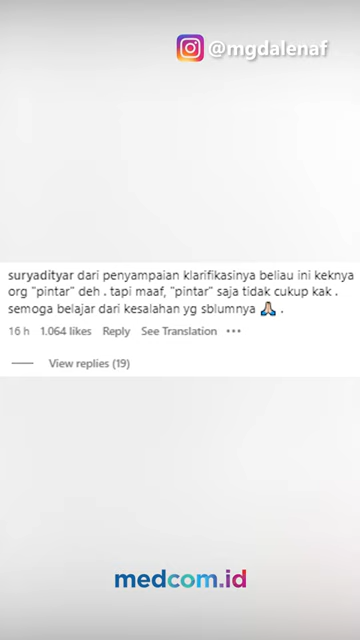 @mgdalenaf
suryadityar dari penyampaian klarifikasinya beliau ini keknya
org "pintar" deh . tapi maaf, "pintar" saja tidak cukup kak .
semoga belajar dari kesalahan yg sblumnya 🙏🏻 .
16 h 1.064 likes Reply See Translation •••
View replies (19)
medcom.id